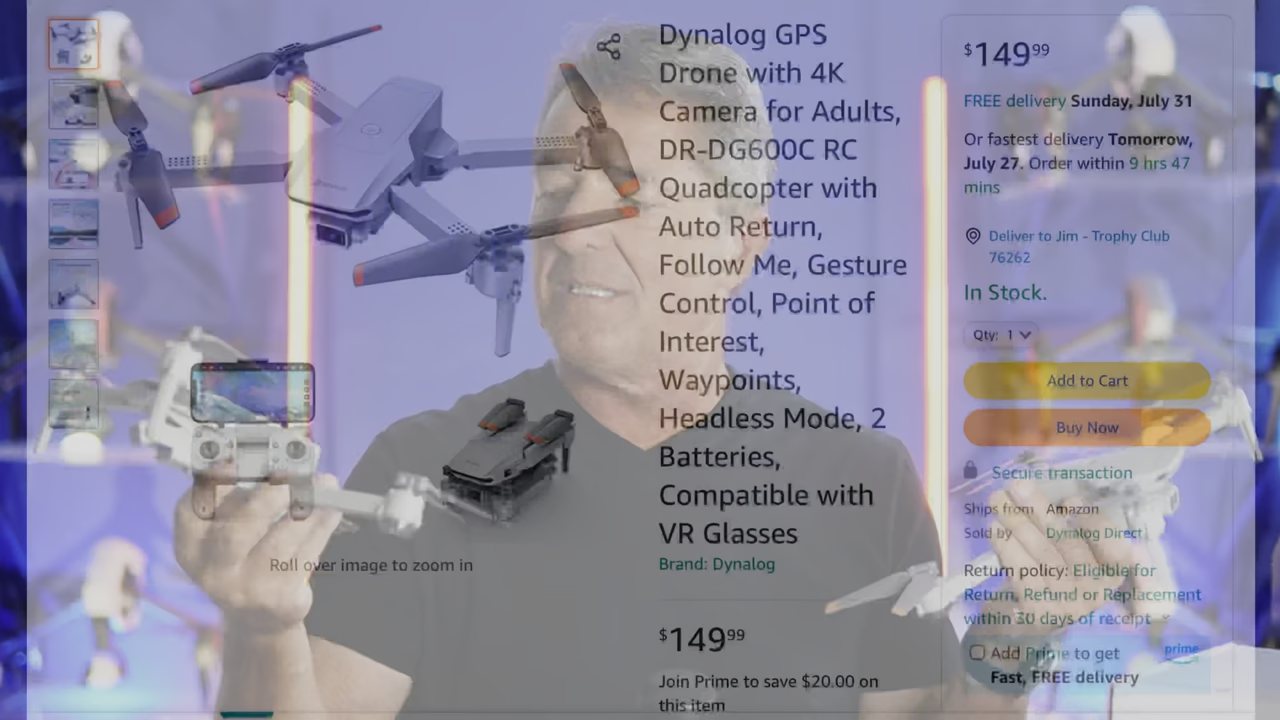 Dynalog GPS
Drone with 4K
Camera for Adults,
DR-DG600C RC
Quadcopter with
Auto Return,
Follow Me, Gesture
Control, Point of
Interest,
Waypoints,
Headless Mode, 2
Batteries,
Compatible with
VR Glasses
Brand: Dynalog
$149.99
Join Prime to save $20.00 on
this item
Roll over image to zoom in
$149.99
FREE delivery Sunday, July 31
Or fastest delivery Tomorrow,
July 27. Order within 9 hrs 47
mins
Deliver to Jim - Trophy Club
76262
In Stock.
Qty: 1
Add to Cart
Buy Now
Secure transaction
Ships from Amazon
Sold by Dynalog Direct
Return policy: Eligible for
Return, Refund or Replacement
within 30 days of receipt
Add Prime to get
Fast, FREE delivery
prime